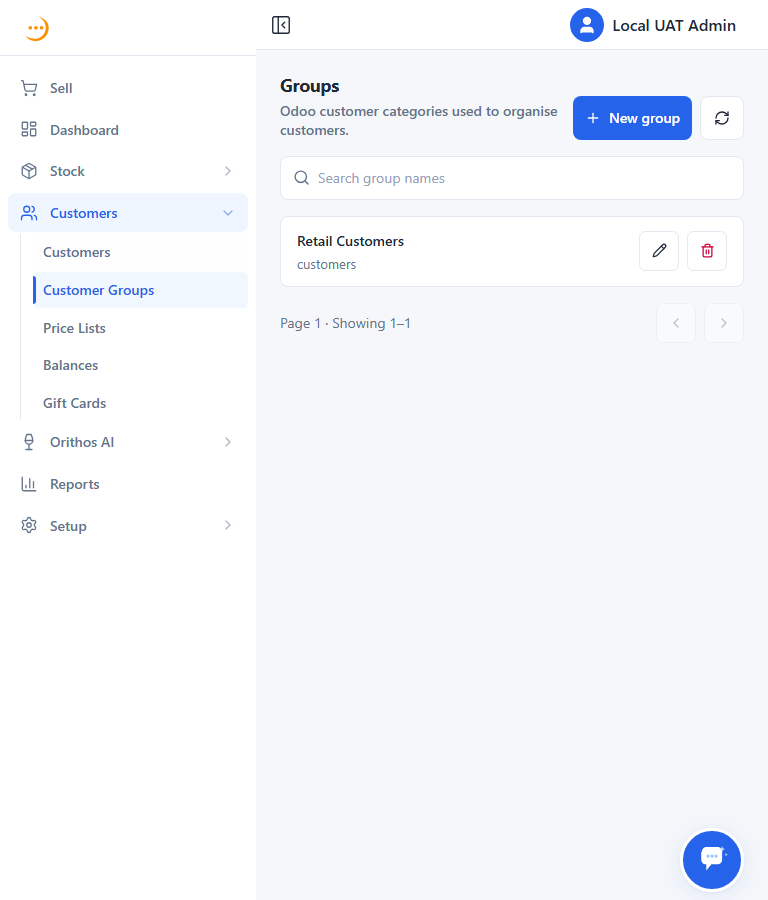 Local UAT Admin
Sell
Dashboard
Stock
Customers
Customers
Customer Groups
Price Lists
Balances
Gift Cards
Orithos AI
Reports
Setup
Groups
Odoo customer categories used to organise
customers.
New group
Search group names
Retail Customers
customers
Page 1 · Showing 1–1